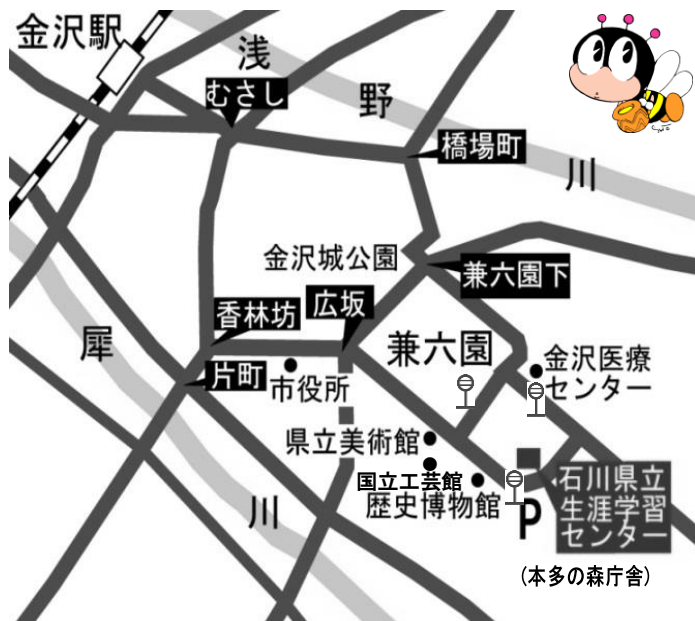 金沢駅
浅
野
川
むさし
橋場町
金沢城公園
兼六園下
香林坊
広坂
兼六園
犀
川
片町
市役所
金沢医療
センター
県立美術館
国立工芸館
歴史博物館
P
石川県立
生涯学習
センター
(本多の森庁舎)